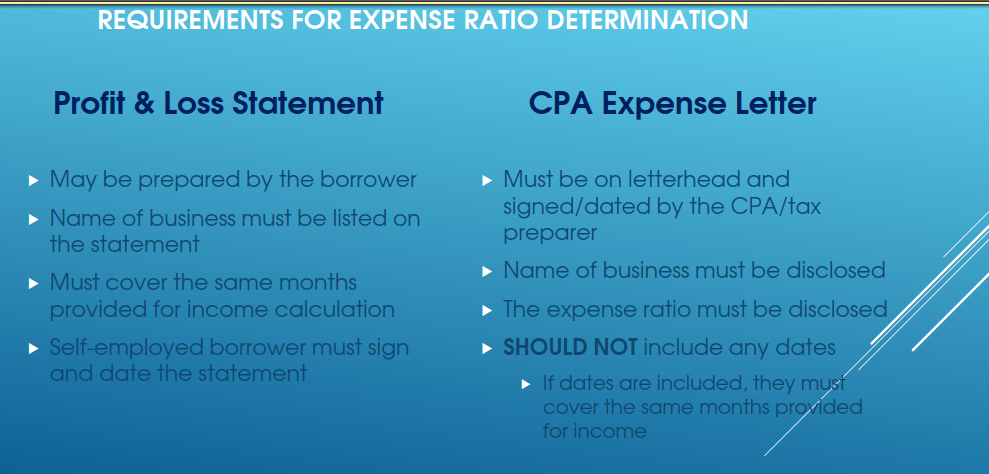 REQUIREMENTS FOR EXPENSE RATIO DETERMINATION
Profit & Loss Statement
May be prepared by the borrower
Name of business must be listed on
the statement
Must cover the same months
provided for income calculation
Self-employed borrower must sign
and date the statement
CPA Expense Letter
Must be on letterhead and
signed/dated by the CPA/tax
preparer
Name of business must be disclosed
The expense ratio must be disclosed
SHOULD NOT include any dates
If dates are included, they must
cover the same months provided
for income